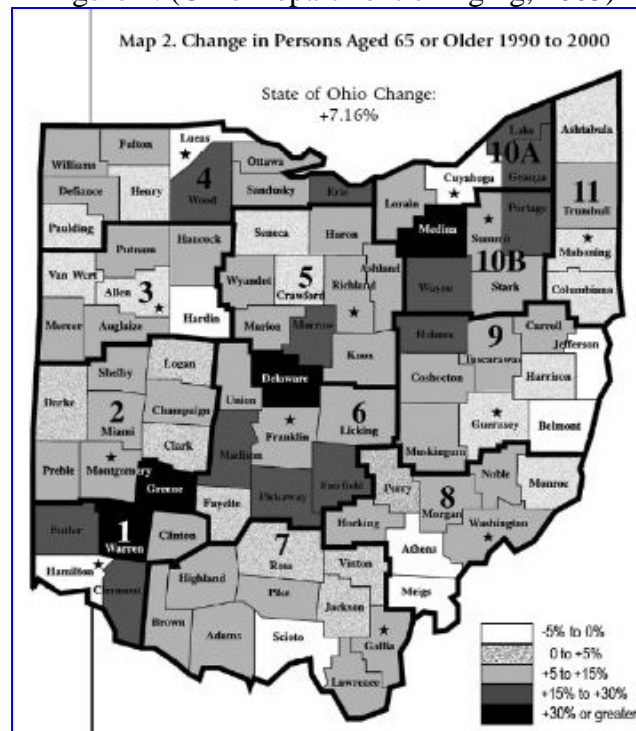 Map 2. Change in Persons Aged 65 or Older 1990 to 2000
State of Ohio Change:
+7.16%
Williams
Fulton
Lucas
Ottawa
Defiance
Henry
4
Wood
Sandusky
Erie
Paulding
Lorain
Cuyahoga
Lake
10A
Geauga
Ashtabula
11
Trumbull
Medina
Summit
Portage
Mahoning
10B
Wayne
Stark
Columbiana
Van Wert
Putnam
Hancock
Allen
3
Mercer
Auglaize
Hardin
Seneca
Huron
Wyandot
5
Crawford
Richland
Ashland
Marion
Morrow
Knox
Holmes
9
Tuscarawas
Carroll
Jefferson
Coshocton
Harrison
Guernsey
Belmont
Muskingum
Logan
Shelby
Darke
2
Miami
Champaign
Clark
Preble
Montgomery
Greene
Delaware
Union
Franklin
6
Licking
Madison
Pickaway
Fairfield
Fayette
Butler
1
Warren
Clinton
Hamilton
Clermont
Perry
Noble
Monroe
8
Morgan
Hocking
Washington
Athens
Meigs
7
Ross
Vinton
Highland
Pike
Jackson
Brown
Adams
Scioto
Gallia
Lawrence
-5% to 0%
0 to +5%
+5 to +15%
+15% to +30%
+30% or greater